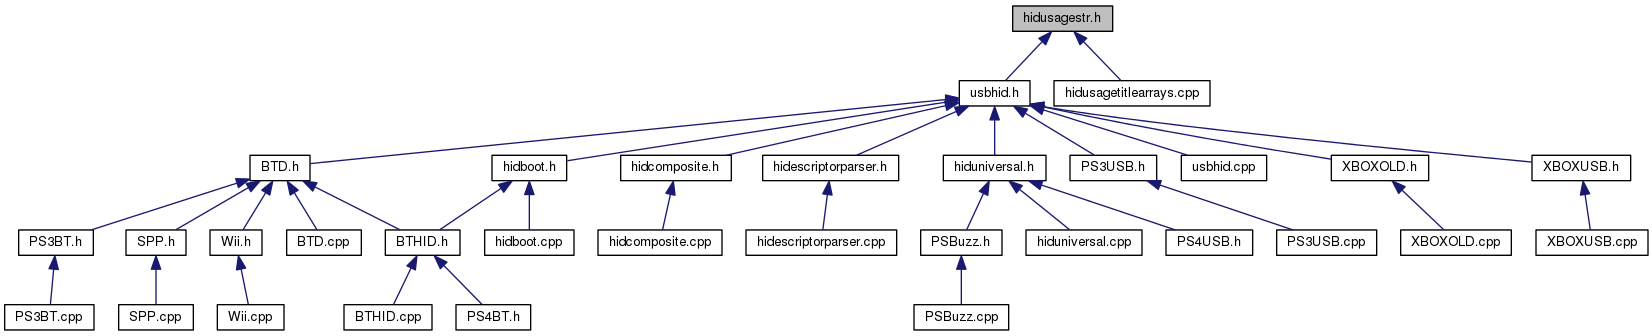 hidusagestr.h
usbhid.h
hidusagetitlearrays.cpp
BTD.h
hidboot.h
hidcomposite.h
hidescriptorparser.h
hiduniversal.h
PS3USB.h
usbhid.cpp
XBOXOLD.h
XBOXUSB.h
PS3BT.h
SPP.h
Wii.h
BTD.cpp
BTHID.h
hidboot.cpp
hidcomposite.cpp
hidescriptorparser.cpp
PSBuzz.h
hiduniversal.cpp
PS4USB.h
PS3USB.cpp
XBOXOLD.cpp
XBOXUSB.cpp
PS3BT.cpp
SPP.cpp
Wii.cpp
BTHID.cpp
PS4BT.h
PSBuzz.cpp